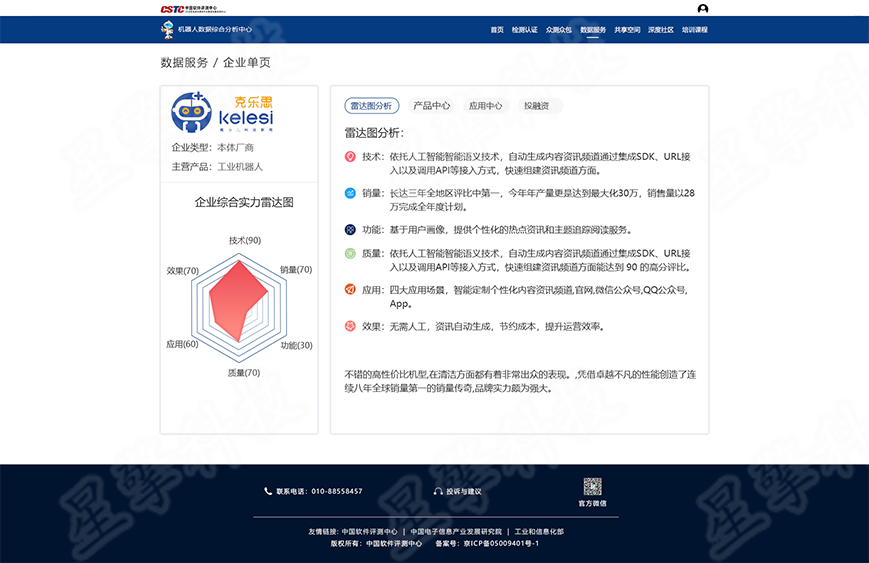 CSTC 中国软件评测中心
机器人数据综合分析中心
首页 检测认证 众测众包 数据服务 共享空间 深度社区 培训课程
数据服务 / 企业单页
克乐思
kelesi
企业类型：本体厂商
主营产品：工业机器人
企业综合实力雷达图
技术(90)
效果(70) 销量(70)
应用(60) 功能(30)
质量(70)
雷达图分析 产品中心 应用中心 投融资
雷达图分析：
技术：依托人工智能智能语义技术，自动生成内容资讯频道通过集成SDK、URL接
入以及调用API等接入方式，快速组建资讯频道方面。
销量：长达三年全地区评比中第一，今年年产量更是达到最大化30万，销售量以28
万完成全年度计划。
功能：基于用户画像，提供个性化的热点资讯和主题追踪阅读服务。
质量：依托人工智能智能语义技术，自动生成内容资讯频道通过集成SDK、URL接
入以及调用API等接入方式，快速组建资讯频道方面能达到 90 的高分评比。
应用：四大应用场景，智能定制个性化内容资讯频道,官网,微信公众号,QQ公众号,
App。
效果：无需人工，资讯自动生成，节约成本，提升运营效率。
不错的高性价比机型,在清洁方面都有着非常出众的表现。,凭借卓越不凡的性能创造了连
续八年全球销量第一的销量传奇,品牌实力颇为强大。
联系电话：010-88558457 投诉与建议
官方微信
友情链接: 中国软件评测中心 | 中国电子信息产业发展研究院 | 工业和信息化部
版权所有：中国软件评测中心 备案号：京ICP备05009401号-1
星擎科技